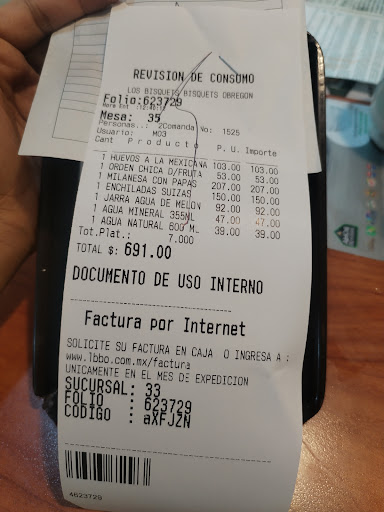 REVISION DE CONSUMO
LOS BISQUETS BISQUETS OBREGON
Folio:623729
Mesa: 35
Personas..: 2Comanda No: 1525
Usuario: M03
Cant Producto P. U. Importe
1 HUEVOS A LA MEXICANA 103.00 103.00
1 ORDEN CHICA D/FRUTA 53.00 53.00
1 MILANESA CON PAPAS 207.00 207.00
1 ENCHILADAS SUIZAS 150.00 150.00
1 JARRA AGUA DE MELON 92.00 92.00
1 AGUA MINERAL 355ML 47.00 47.00
1 AGUA NATURAL 600 ML 39.00 39.00
Tot.Plat.: 7.000
TOTAL $: 691.00
DOCUMENTO DE USO INTERNO
Factura por Internet
SOLICITE SU FACTURA EN CAJA O INGRESA A :
www.lbbo.com.mx/factura
UNICAMENTE EN EL MES DE EXPEDICION
SUCURSAL: 33
FOLIO : 623729
CODIGO : aXFJZN
4623729